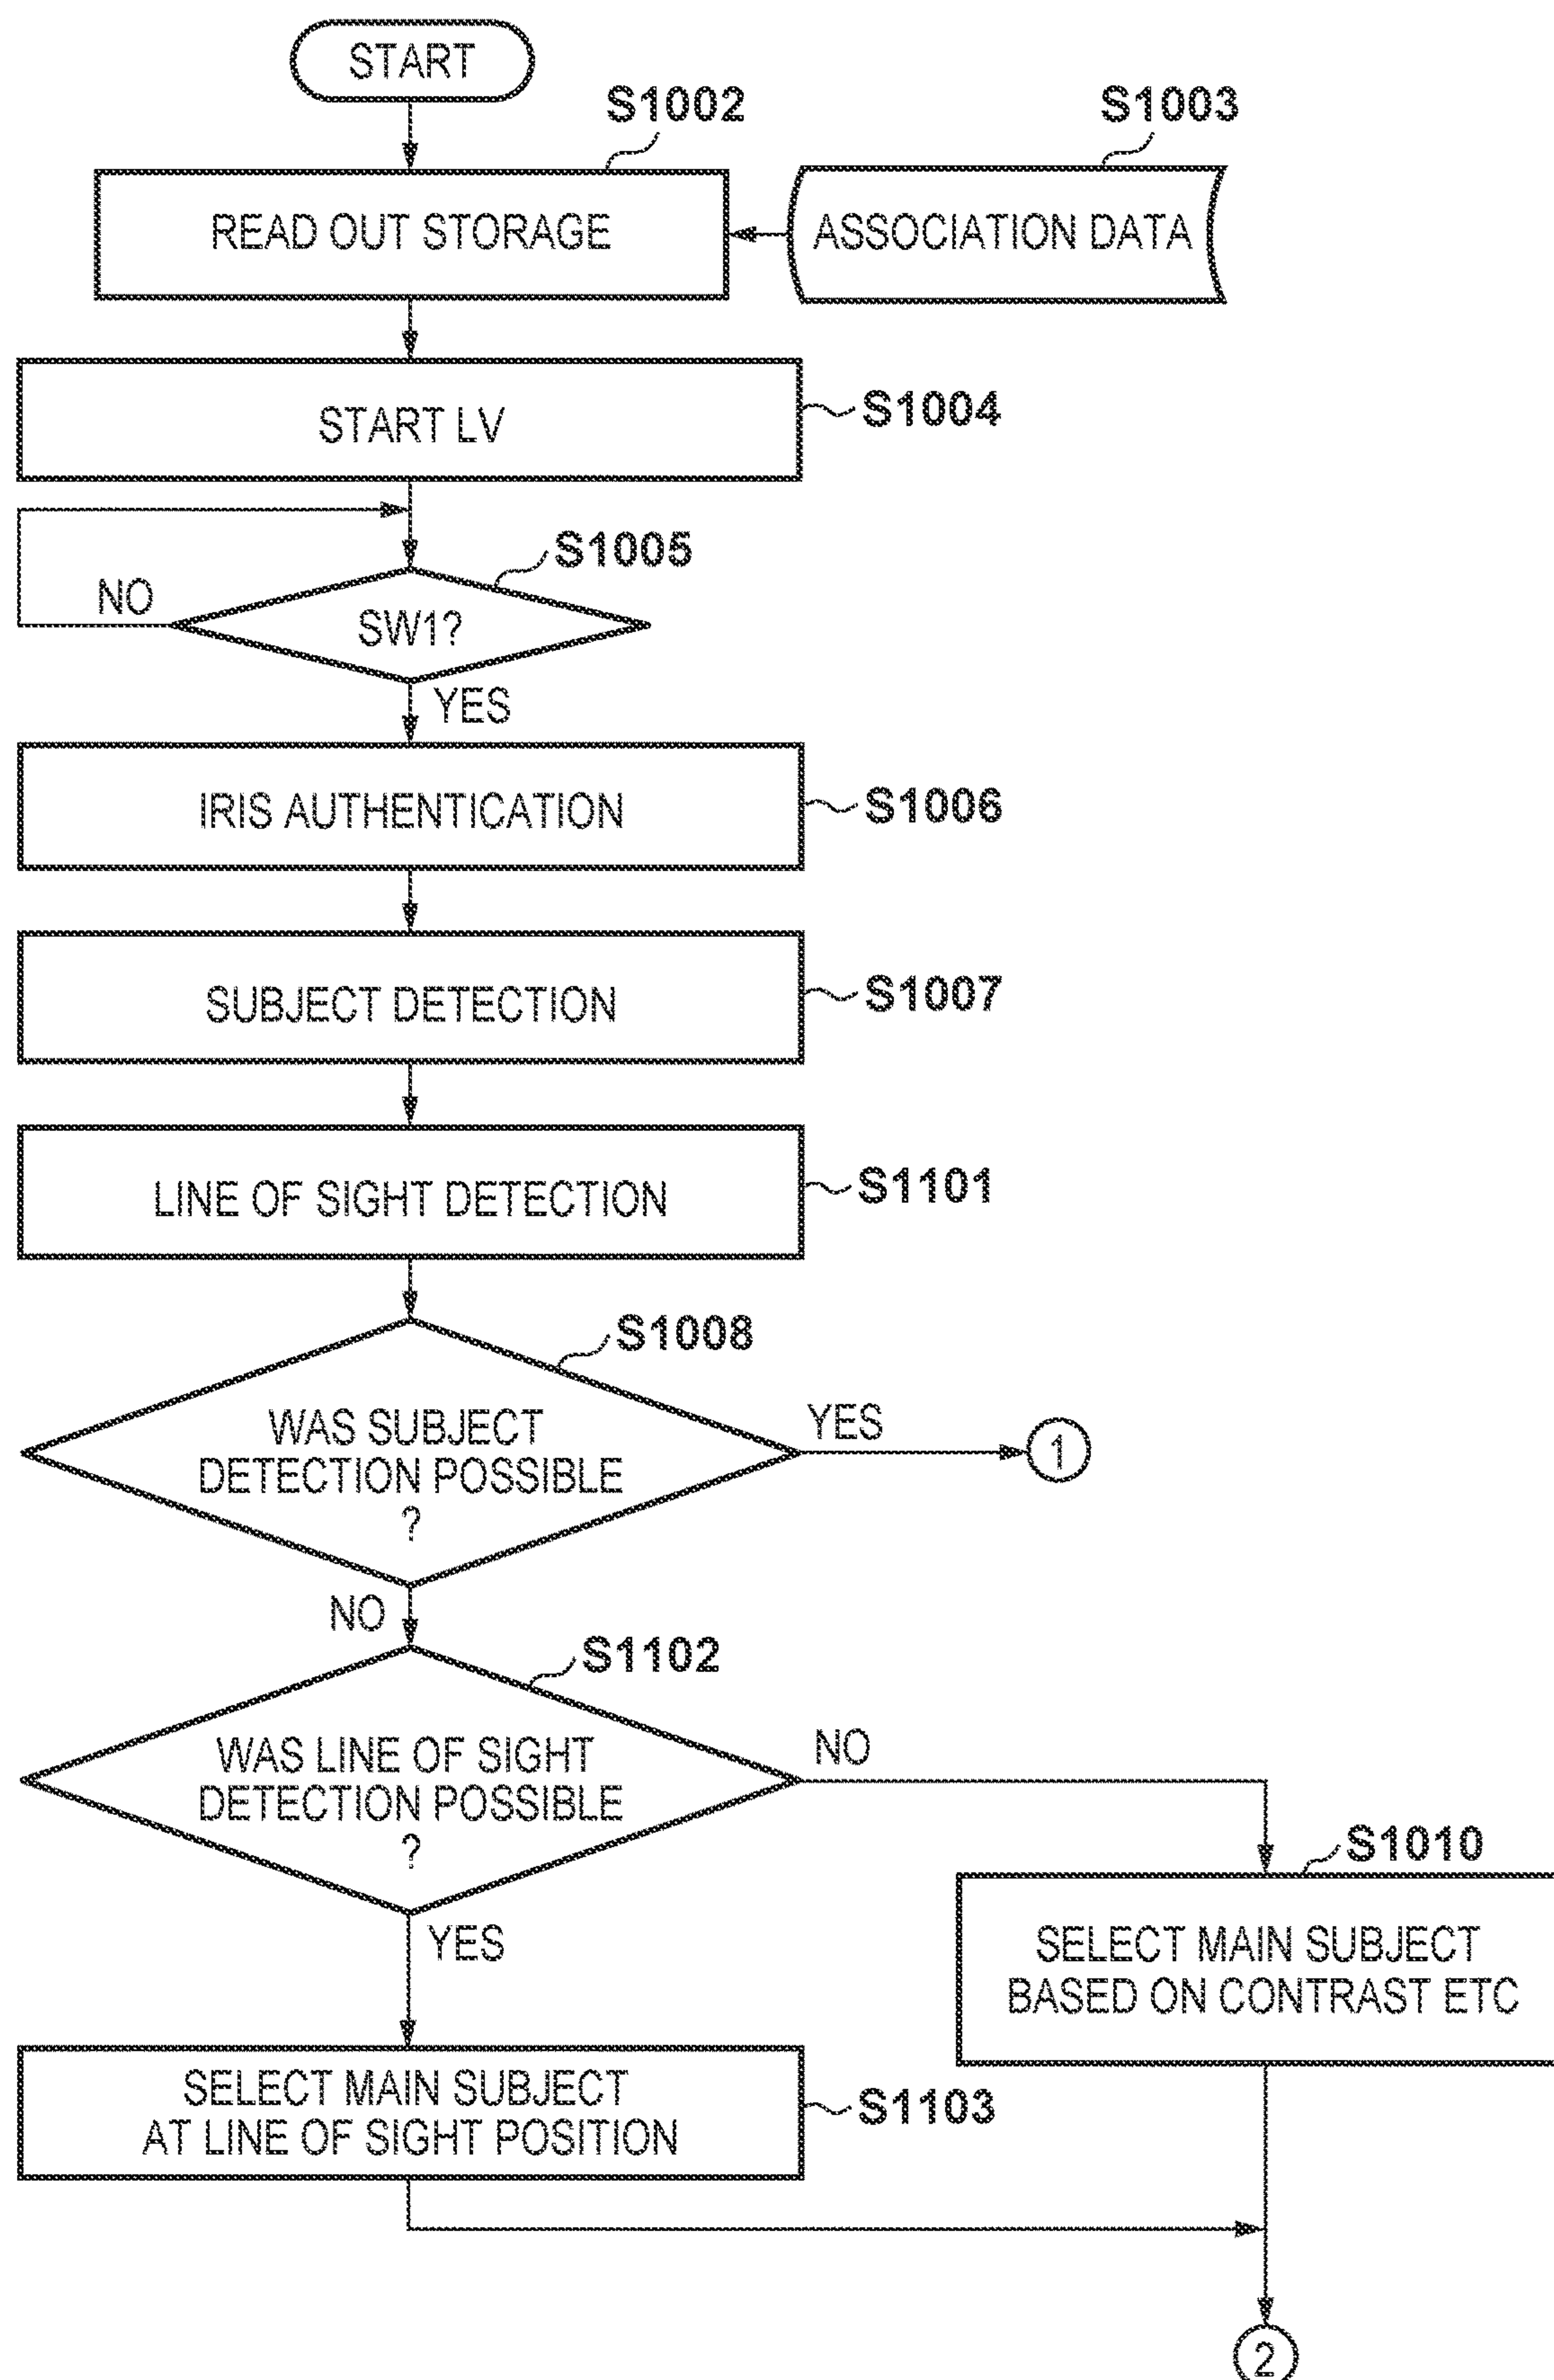 START
S1002
S1003
READ OUT STORAGE
ASSOCIATION DATA
START LV
S1004
S1005
NO
SW1?
YES
IRIS AUTHENTICATION
S1006
SUBJECT DETECTION
S1007
LINE OF SIGHT DETECTION
S1101
S1008
WAS SUBJECT
DETECTION POSSIBLE
?
YES
1
NO
S1102
WAS LINE OF SIGHT
DETECTION POSSIBLE
?
NO
YES
S1010
SELECT MAIN SUBJECT
BASED ON CONTRAST ETC
SELECT MAIN SUBJECT
AT LINE OF SIGHT POSITION
S1103
2